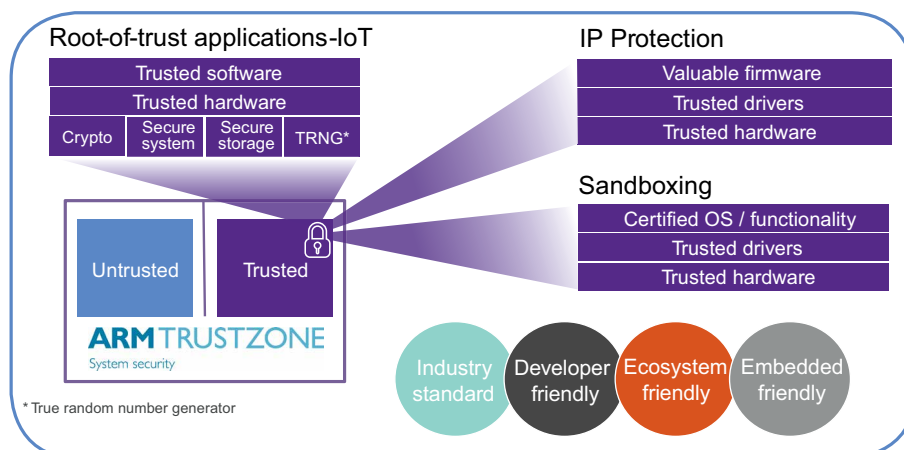 Root-of-trust applications-IoT
Trusted software
Trusted hardware
Crypto
Secure
system
Secure
storage
TRNG*
Untrusted
Trusted
ARM TRUSTZONE
System security
* True random number generator
IP Protection
Valuable firmware
Trusted drivers
Trusted hardware
Sandboxing
Certified OS / functionality
Trusted drivers
Trusted hardware
Industry
standard
Developer
friendly
Ecosystem
friendly
Embedded
friendly